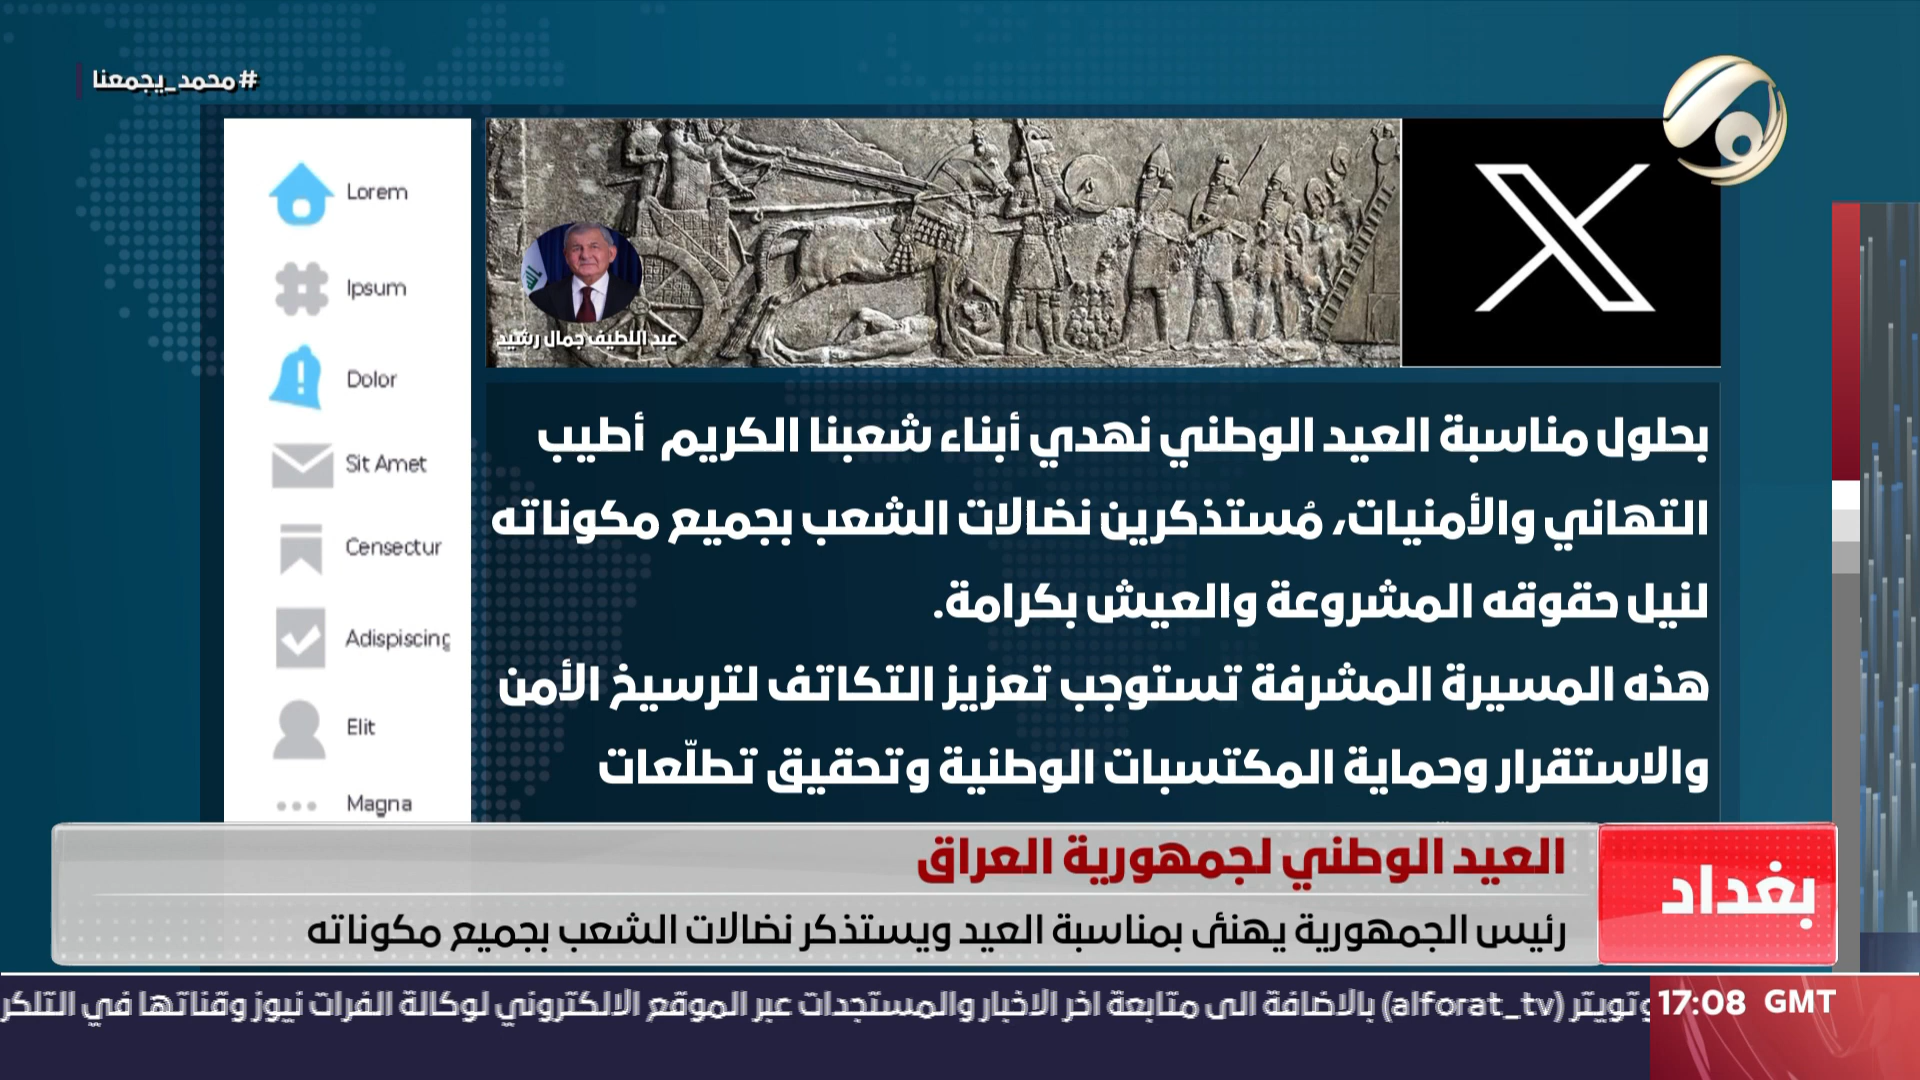 #محمد_يجمعنا
Lorem
Ipsum
Dolor
Sit Amet
Censectur
Adispiscing
Elit
Magna
عبد اللطيف جمال رشيد
بحلول مناسبة العيد الوطني نهدي أبناء شعبنا الكريم أطيب
التهاني والأمنيات، مُستذكرين نضالات الشعب بجميع مكوناته
لنيل حقوقه المشروعة والعيش بكرامة.
هذه المسيرة المشرفة تستوجب تعزيز التكاتف لترسيخ الأمن
والاستقرار وحماية المكتسبات الوطنية وتحقيق تطلّعات
العيد الوطني لجمهورية العراق
بغداد
رئيس الجمهورية يهنئ بمناسبة العيد ويستذكر نضالات الشعب بجميع مكوناته
وتويتر (alforat_tv) بالاضافة الى متابعة اخر الاخبار والمستجدات عبر الموقع الالكتروني لوكالة الفرات نيوز وقناتها في التلكر
17:08 GMT